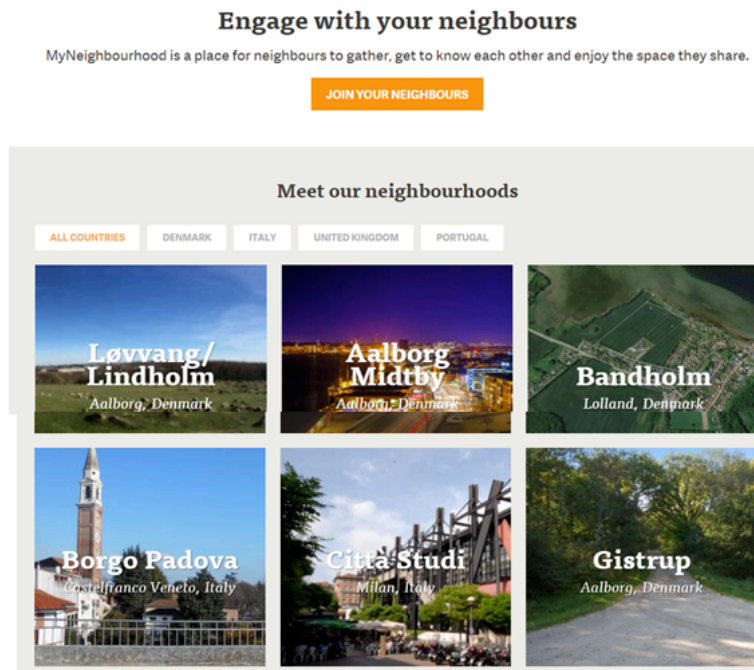 Engage with your neighbours
MyNeighbourhood is a place for neighbours to gather, get to know each other and enjoy the space they share.
JOIN YOUR NEIGHBOURS
Meet our neighbourhoods
ALL COUNTRIES
DENMARK
ITALY
UNITED KINGDOM
PORTUGAL
Løvvang/
Lindholm
Aalborg, Denmark
Aalborg
Midtby
Aalborg, Denmark
Bandholm
Lolland, Denmark
Borgo Padova
Castelfranco Veneto, Italy
Città Studi
Milan, Italy
Gistrup
Aalborg, Denmark